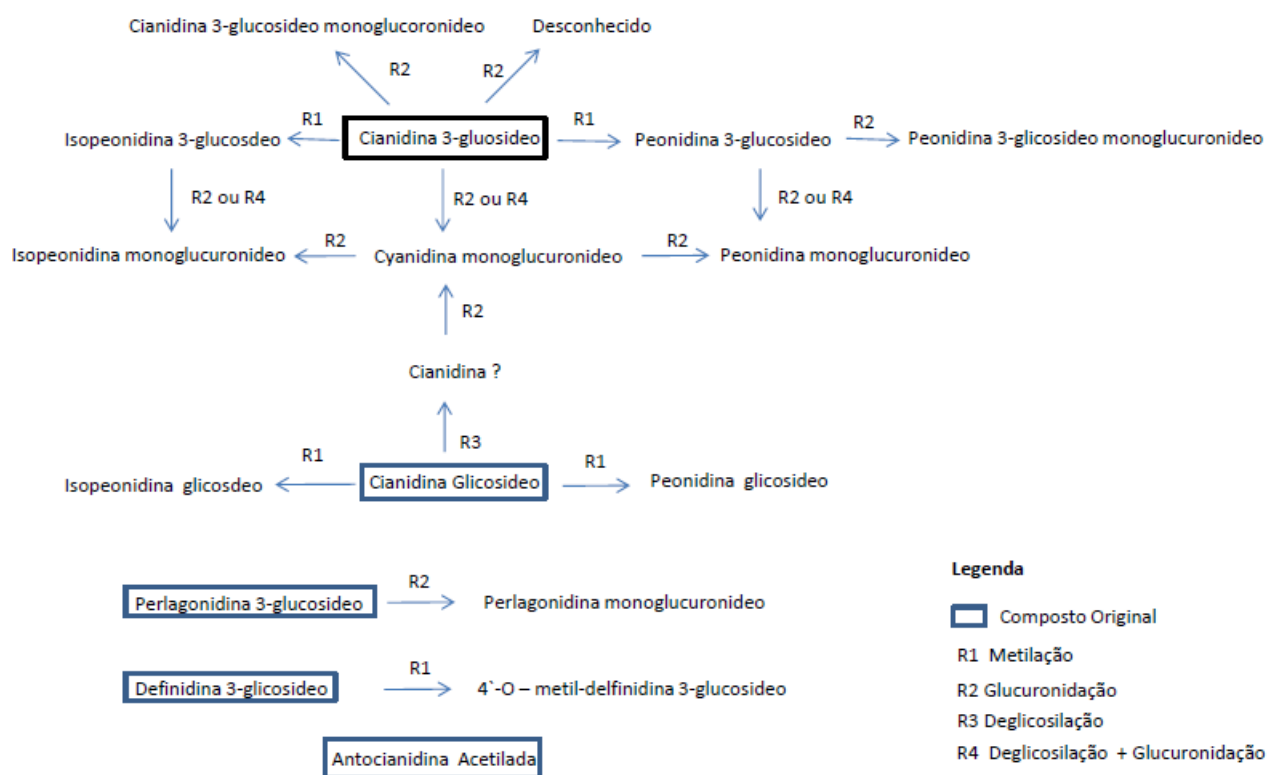 Cianidina 3-glucosideo monoglucoronideo Desconhecido
R2 R2
R1 R1 R2
Isopeonidina 3-glucosdeo Cianidina 3-gluosideo Peonidina 3-glucosideo Peonidina 3-glicosideo monoglucuronideo
R2 ou R4 R2 ou R4 R2 ou R4
R2 R2
Isopeonidina monoglucuronideo Cyanidina monoglucuronideo Peonidina monoglucuronideo
R2
Cianidina ?
R3
R1 R1
Isopeonidina glicosdeo Cianidina Glicosideo Peonidina glicosideo
Legenda
R2
Perlagonidina 3-glucosideo Perlagonidina monoglucuronideo
Composto Original
R1 Metilação
R1
Definidina 3-glicosideo 4`-O – metil-delfinidina 3-glucosideo
R2 Glucuronidação
R3 Deglicosilação
Antocianidina Acetilada
R4 Deglicosilação + Glucuronidação